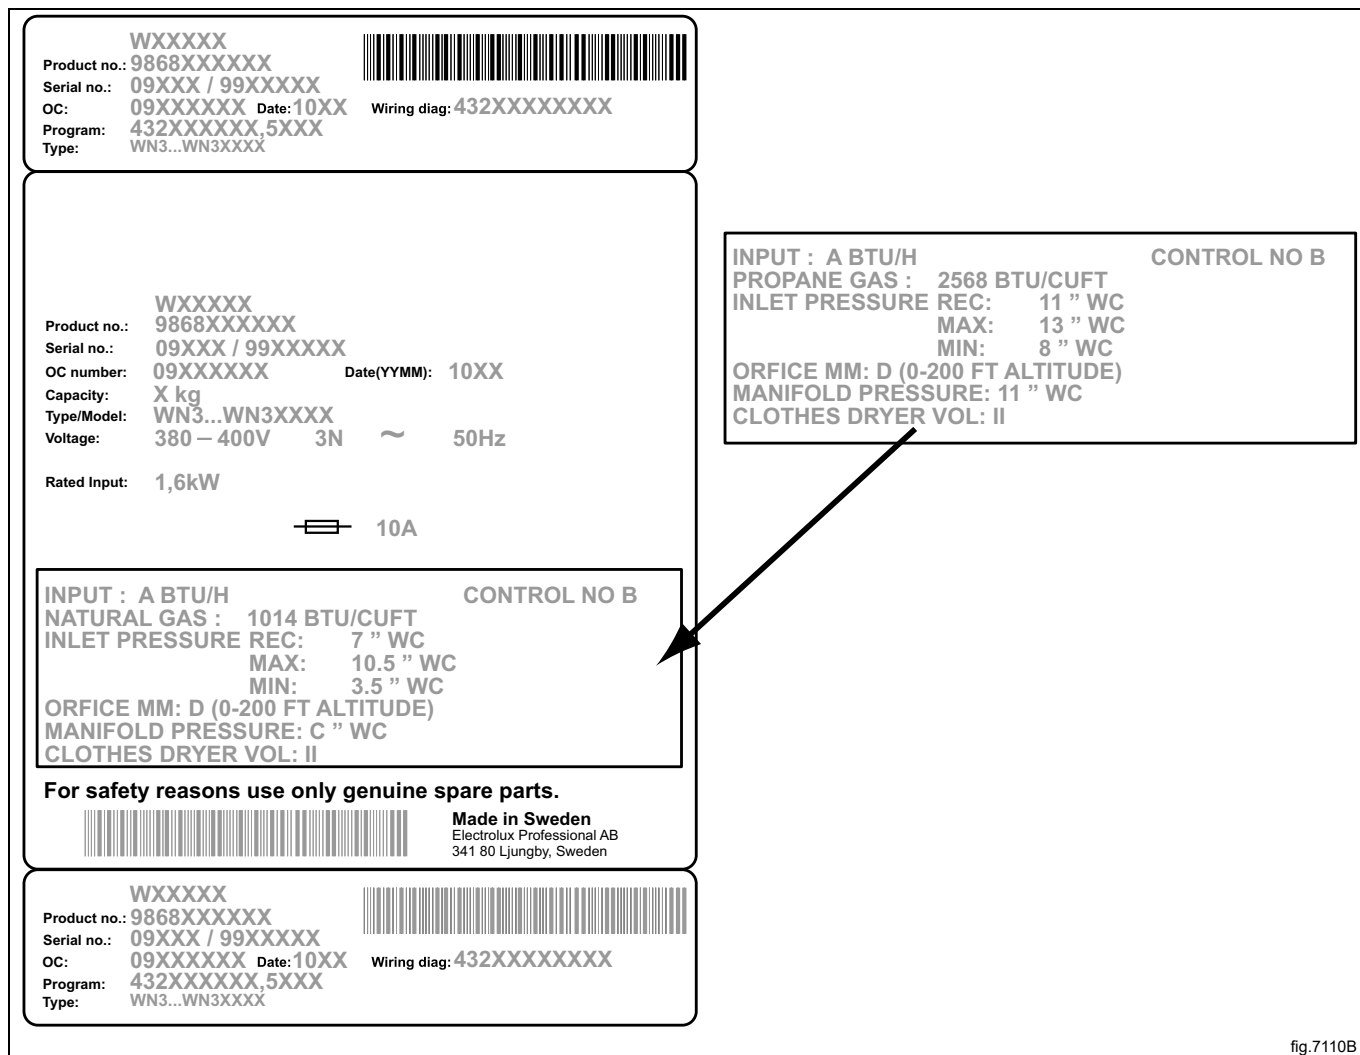 WXXXXX
Product no.: 9868XXXXXX
Serial no.: 09XXX / 99XXXXX
OC: 09XXXXXX Date: 10XX Wiring diag: 432XXXXXXXX
Program: 432XXXXXX,5XXX
Type: WN3...WN3XXXX
WXXXXX
Product no.: 9868XXXXXX
Serial no.: 09XXX / 99XXXXX
OC number: 09XXXXXX Date(YYMM): 10XX
Capacity: X kg
Type/Model: WN3...WN3XXXX
Voltage: 380 – 400V 3N ~ 50Hz
Rated Input: 1,6kW
10A
INPUT : A BTU/H CONTROL NO B
NATURAL GAS : 1014 BTU/CUFT
INLET PRESSURE REC: 7 ” WC
MAX: 10.5 ” WC
MIN: 3.5 ” WC
ORFICE MM: D (0-200 FT ALTITUDE)
MANIFOLD PRESSURE: C ” WC
CLOTHES DRYER VOL: II
For safety reasons use only genuine spare parts.
Made in Sweden
Electrolux Professional AB
341 80 Ljungby, Sweden
WXXXXX
Product no.: 9868XXXXXX
Serial no.: 09XXX / 99XXXXX
OC: 09XXXXXX Date: 10XX Wiring diag: 432XXXXXXXX
Program: 432XXXXXX,5XXX
Type: WN3...WN3XXXX
INPUT : A BTU/H CONTROL NO B
PROPANE GAS : 2568 BTU/CUFT
INLET PRESSURE REC: 11 ” WC
MAX: 13 ” WC
MIN: 8 ” WC
ORFICE MM: D (0-200 FT ALTITUDE)
MANIFOLD PRESSURE: 11 ” WC
CLOTHES DRYER VOL: II
fig.7110B